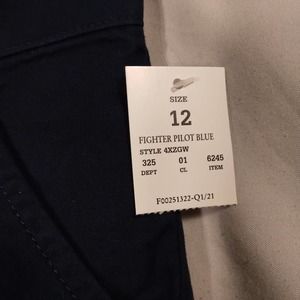 SIZE
12
FIGHTER PILOT BLUE
STYLE 4XZGW
325 01 6245
DEPT CL ITEM
F00251322-Q1/21